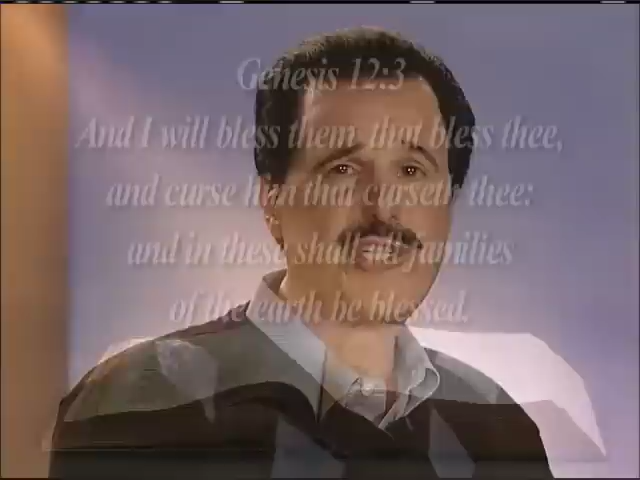 Genesis 12:3
And I will bless them that bless thee,
and curse him that curseth thee:
and in these shall all families
of the earth be blessed.